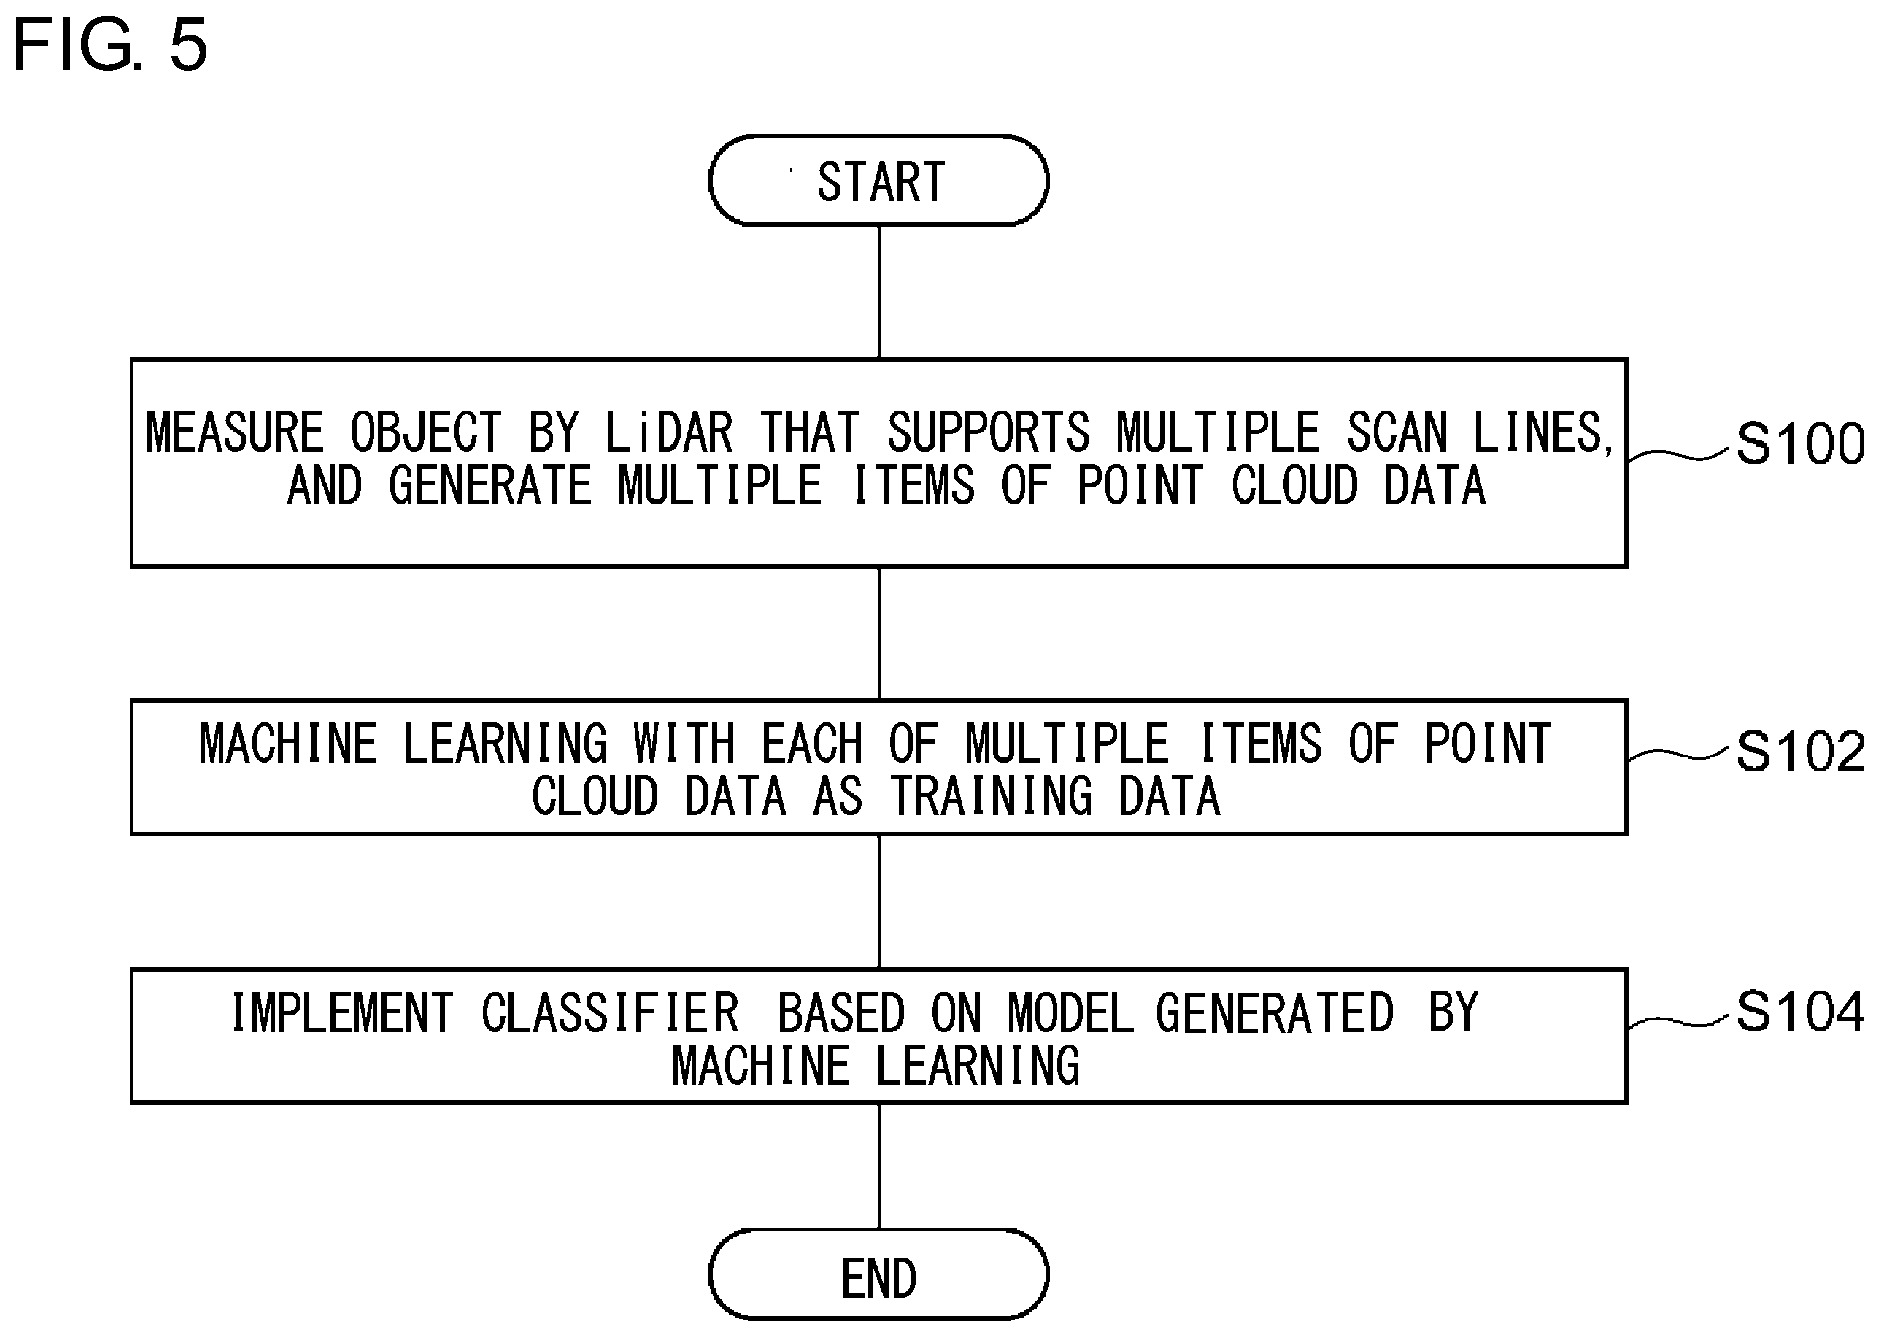 FIG. 5
START
MEASURE OBJECT BY LiDAR THAT SUPPORTS MULTIPLE SCAN LINES,
AND GENERATE MULTIPLE ITEMS OF POINT CLOUD DATA
S100
MACHINE LEARNING WITH EACH OF MULTIPLE ITEMS OF POINT
CLOUD DATA AS TRAINING DATA
S102
IMPLEMENT CLASSIFIER BASED ON MODEL GENERATED BY
MACHINE LEARNING
S104
END